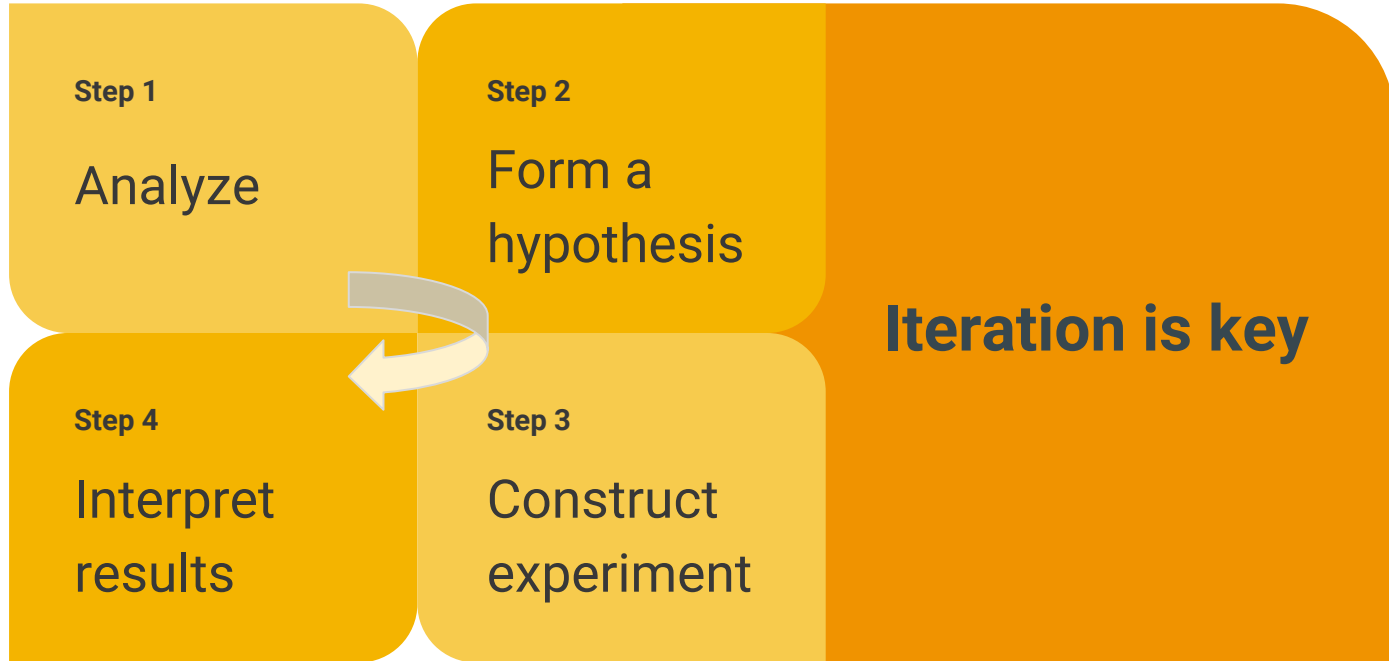 Step 1
Analyze
Step 2
Form a
hypothesis
Step 3
Construct
experiment
Step 4
Interpret
results
Iteration is key